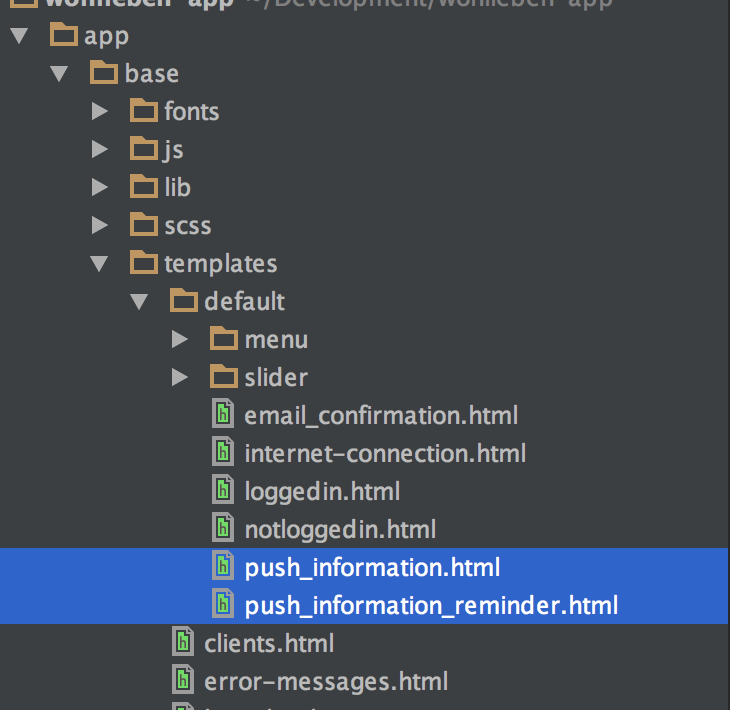 app
base
fonts
js
lib
scss
templates
default
menu
slider
email_confirmation.html
internet-connection.html
loggedin.html
notloggedin.html
push_information.html
push_information_reminder.html
clients.html
error-messages.html